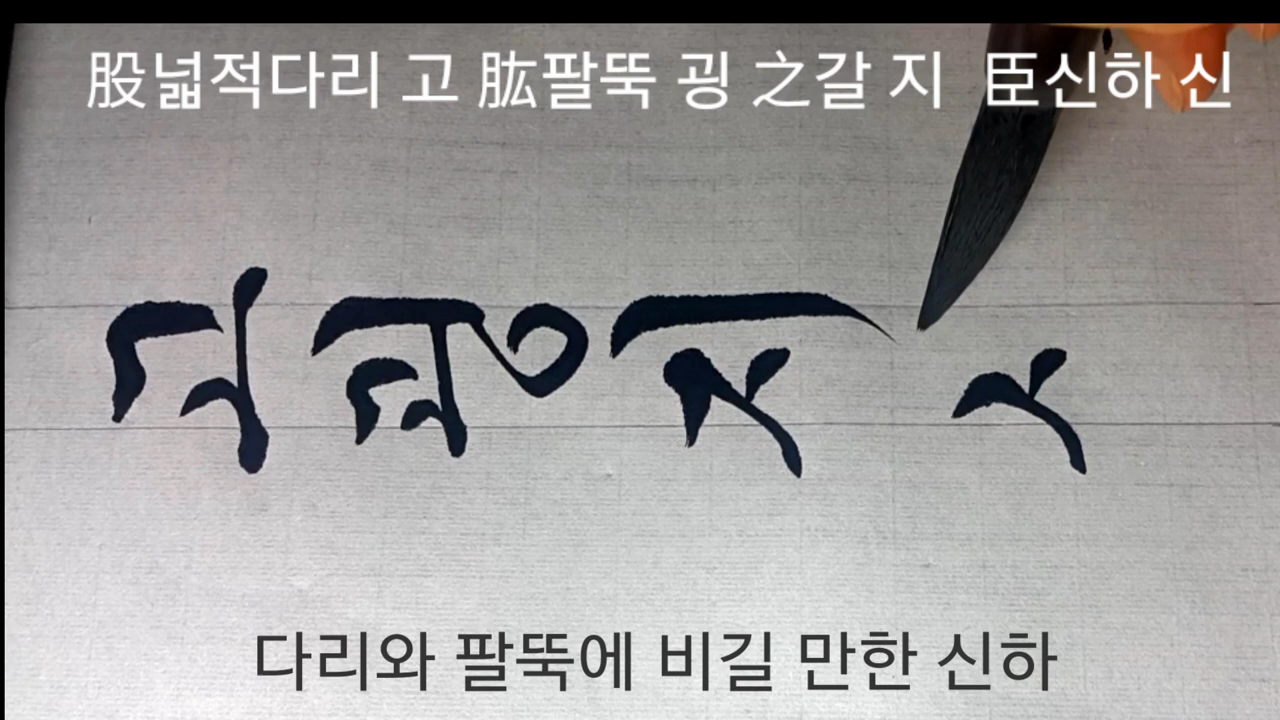 股넓적다리 고 肱팔뚝 굉 之갈 지 臣신하 신
다리와 팔뚝에 비길 만한 신하